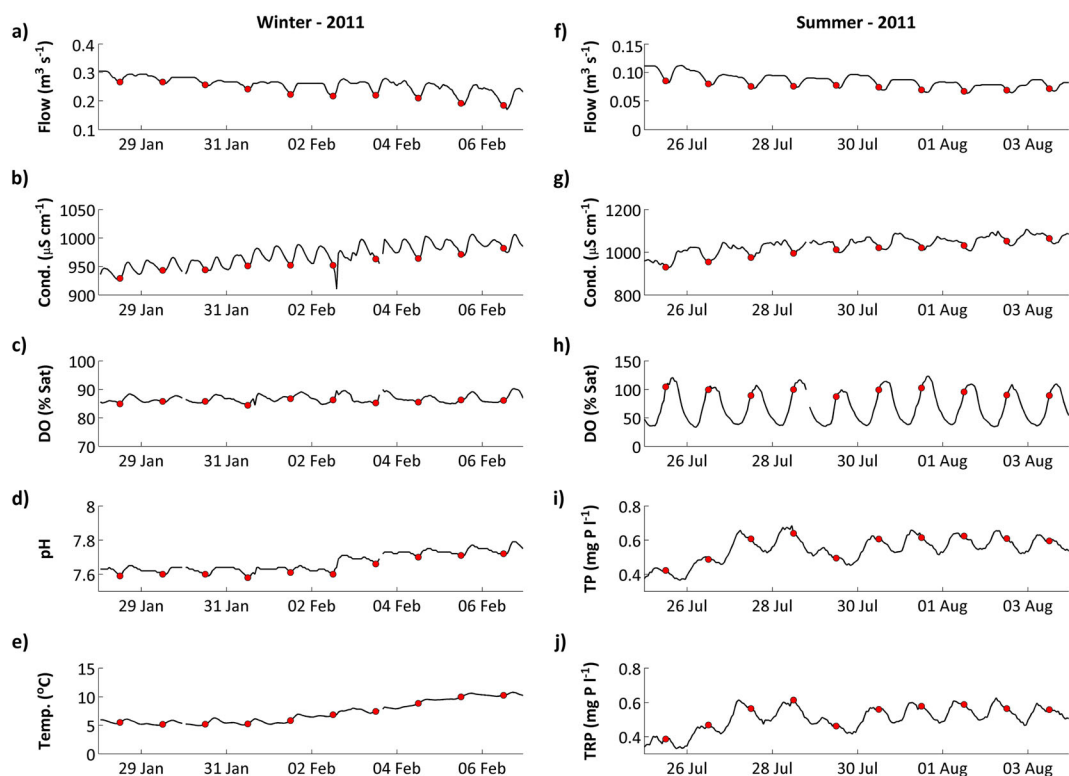 Winter - 2011
a)
Flow (m³ s⁻¹)
0.4
0.3
0.2
0.1
29 Jan 31 Jan 02 Feb 04 Feb 06 Feb
b)
Cond. (µS cm⁻¹)
1050
1000
950
900
29 Jan 31 Jan 02 Feb 04 Feb 06 Feb
c)
DO (% Sat)
100
90
80
70
29 Jan 31 Jan 02 Feb 04 Feb 06 Feb
d)
pH
8
7.8
7.6
29 Jan 31 Jan 02 Feb 04 Feb 06 Feb
e)
Temp. (°C)
15
10
5
0
29 Jan 31 Jan 02 Feb 04 Feb 06 Feb
Summer - 2011
f)
Flow (m³ s⁻¹)
0.15
0.10
0.05
0
26 Jul 28 Jul 30 Jul 01 Aug 03 Aug
g)
Cond. (µS cm⁻¹)
1200
1000
800
26 Jul 28 Jul 30 Jul 01 Aug 03 Aug
h)
DO (% Sat)
150
100
50
0
26 Jul 28 Jul 30 Jul 01 Aug 03 Aug
i)
TP (mg P l⁻¹)
0.8
0.6
0.4
26 Jul 28 Jul 30 Jul 01 Aug 03 Aug
j)
TRP (mg P l⁻¹)
0.8
0.6
0.4
26 Jul 28 Jul 30 Jul 01 Aug 03 Aug